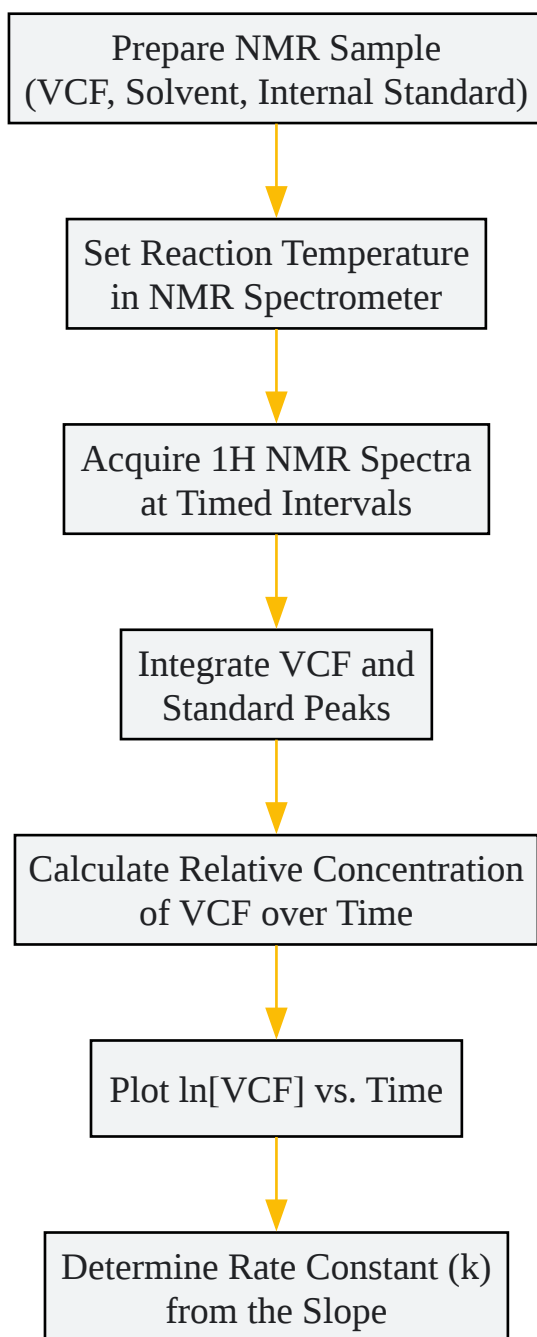 Prepare NMR Sample
(VCF, Solvent, Internal Standard)
Set Reaction Temperature
in NMR Spectrometer
Acquire 1H NMR Spectra
at Timed Intervals
Integrate VCF and
Standard Peaks
Calculate Relative Concentration
of VCF over Time
Plot ln[VCF] vs. Time
Determine Rate Constant (k)
from the Slope